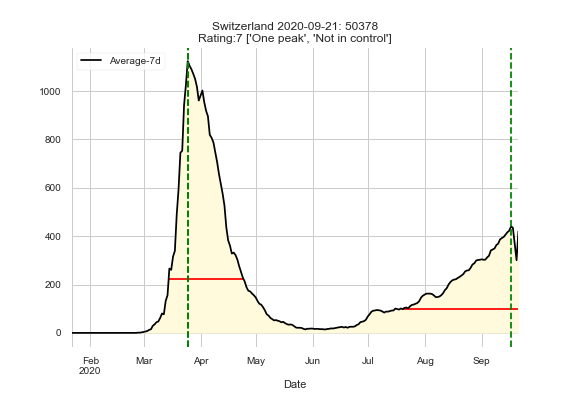 Switzerland 2020-09-21: 50378
Rating:7 ['One peak', 'Not in control']
Average-7d
1000
800
600
400
200
0
Feb Mar Apr May Jun Jul Aug Sep
2020
Date